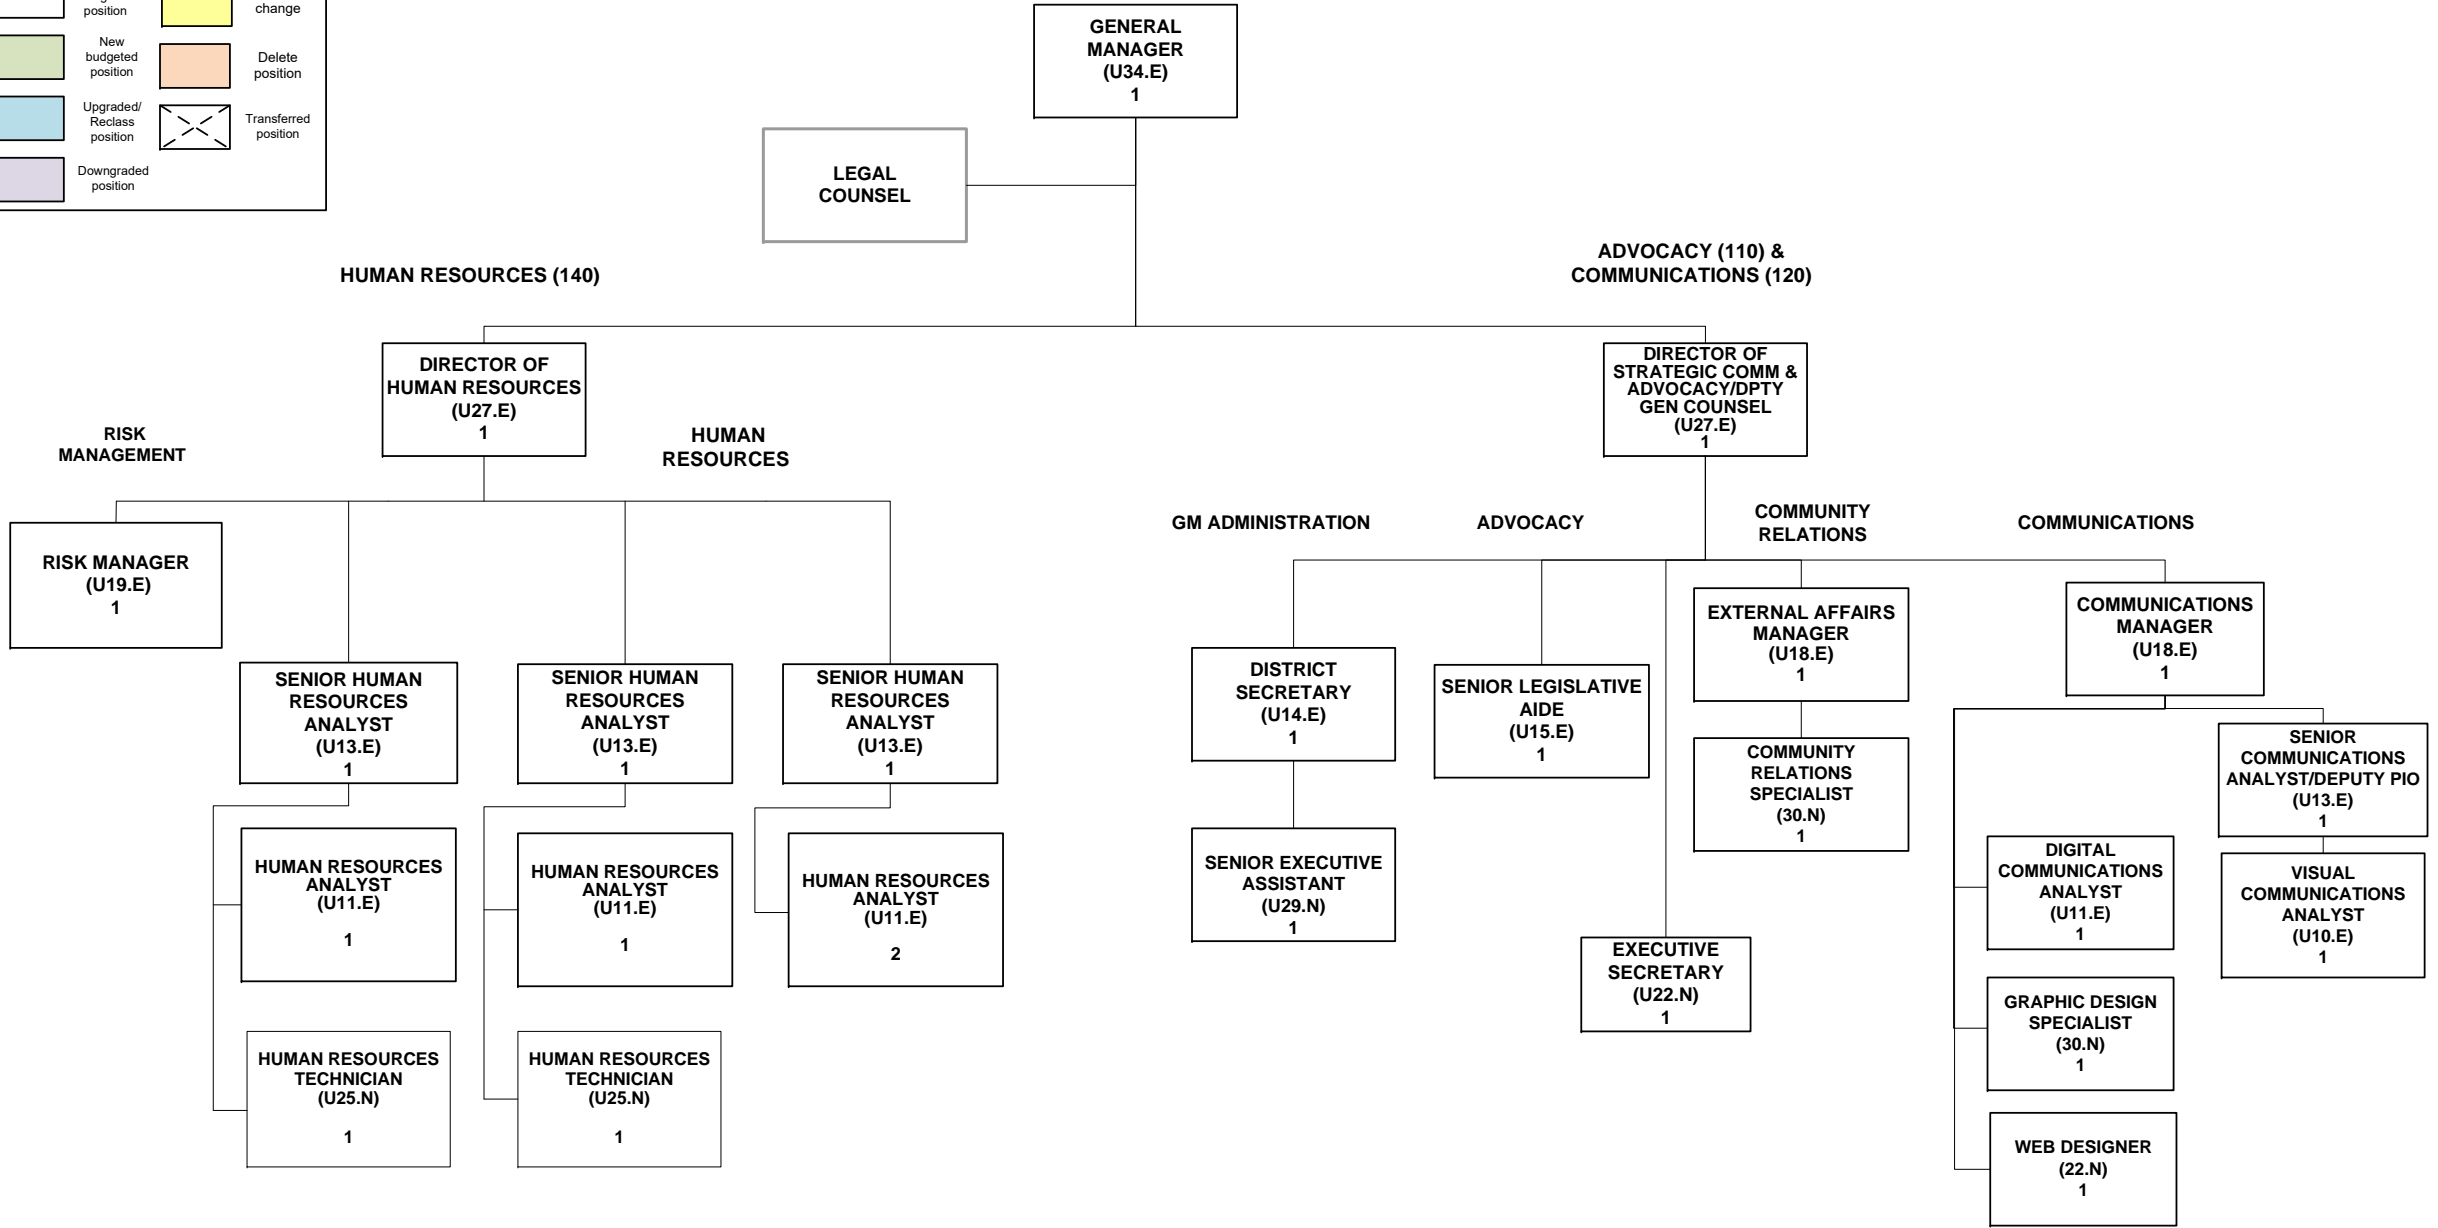 position
change
New
budgeted
position
Delete
position
Upgraded/
Reclass
position
Transferred
position
Downgraded
position
GENERAL
MANAGER
(U34.E)
1
LEGAL
COUNSEL
HUMAN RESOURCES (140)
ADVOCACY (110) &
COMMUNICATIONS (120)
DIRECTOR OF
HUMAN RESOURCES
(U27.E)
1
DIRECTOR OF
STRATEGIC COMM &
ADVOCACY/DPTY
GEN COUNSEL
(U27.E)
1
RISK
MANAGEMENT
HUMAN
RESOURCES
RISK MANAGER
(U19.E)
1
SENIOR HUMAN
RESOURCES
ANALYST
(U13.E)
1
SENIOR HUMAN
RESOURCES
ANALYST
(U13.E)
1
SENIOR HUMAN
RESOURCES
ANALYST
(U13.E)
1
HUMAN RESOURCES
ANALYST
(U11.E)
1
HUMAN RESOURCES
ANALYST
(U11.E)
1
HUMAN RESOURCES
ANALYST
(U11.E)
2
HUMAN RESOURCES
TECHNICIAN
(U25.N)
1
HUMAN RESOURCES
TECHNICIAN
(U25.N)
1
GM ADMINISTRATION
ADVOCACY
COMMUNITY
RELATIONS
COMMUNICATIONS
DISTRICT
SECRETARY
(U14.E)
1
SENIOR EXECUTIVE
ASSISTANT
(U29.N)
1
SENIOR LEGISLATIVE
AIDE
(U15.E)
1
EXECUTIVE
SECRETARY
(U22.N)
1
EXTERNAL AFFAIRS
MANAGER
(U18.E)
1
COMMUNITY
RELATIONS
SPECIALIST
(30.N)
1
COMMUNICATIONS
MANAGER
(U18.E)
1
SENIOR
COMMUNICATIONS
ANALYST/DEPUTY PIO
(U13.E)
1
DIGITAL
COMMUNICATIONS
ANALYST
(U11.E)
1
VISUAL
COMMUNICATIONS
ANALYST
(U10.E)
1
GRAPHIC DESIGN
SPECIALIST
(30.N)
1
WEB DESIGNER
(22.N)
1